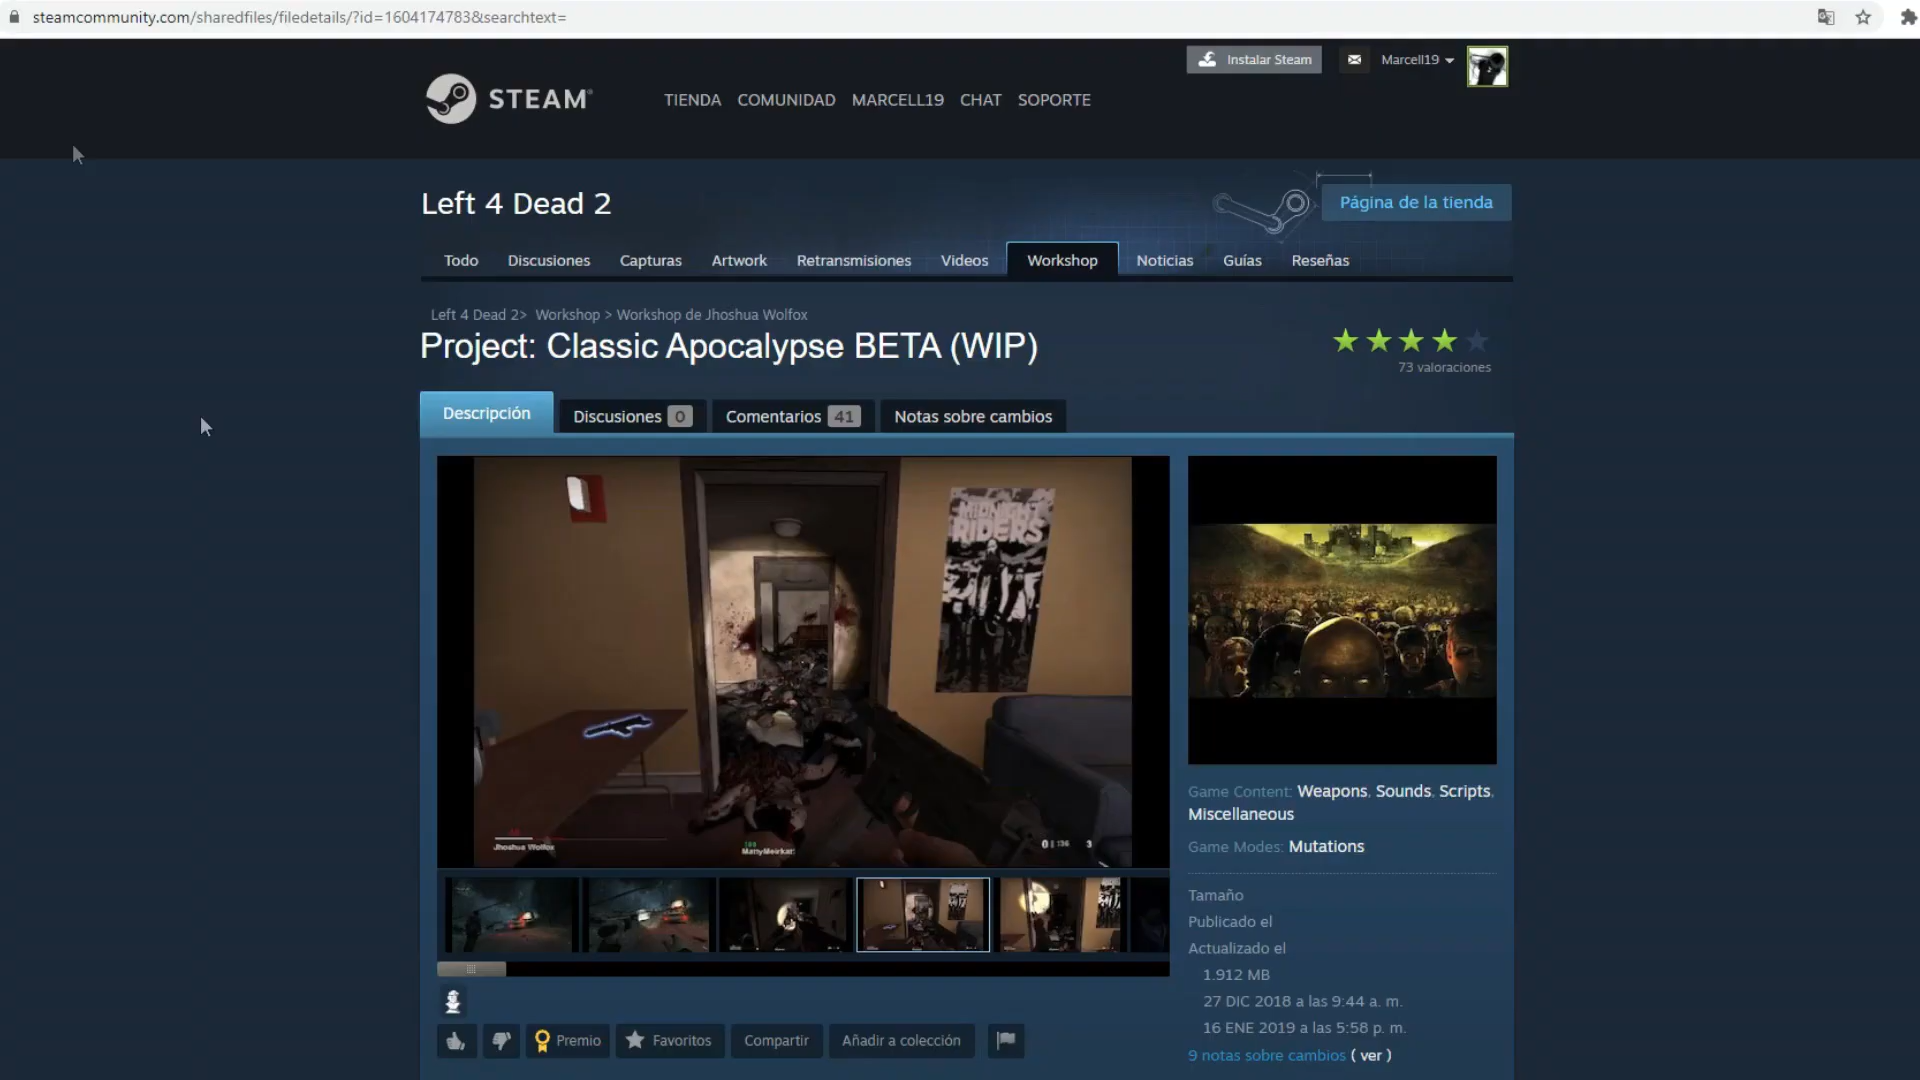 steamcommunity.com/sharedfiles/filedetails/?id=1604174783&searchtext=
Instalar Steam
Marcell19
STEAM®
TIENDA COMUNIDAD MARCELL19 CHAT SOPORTE
Left 4 Dead 2
Página de la tienda
Todo Discusiones Capturas Artwork Retransmisiones Videos Workshop Noticias Guías Reseñas
Left 4 Dead 2> Workshop > Workshop de Jhoshua Wolfox
Project: Classic Apocalypse BETA (WIP)
73 valoraciones
Descripción Discusiones 0 Comentarios 41 Notas sobre cambios
MIDNIGHT
RIDERS
Jhoshua Wolfox
Game Content: Weapons, Sounds, Scripts,
Miscellaneous
Game Modes: Mutations
Tamaño
Publicado el
Actualizado el
1.912 MB
27 DIC 2018 a las 9:44 a. m.
16 ENE 2019 a las 5:58 p. m.
9 notas sobre cambios ( ver )
Premio Favoritos Compartir Añadir a colección